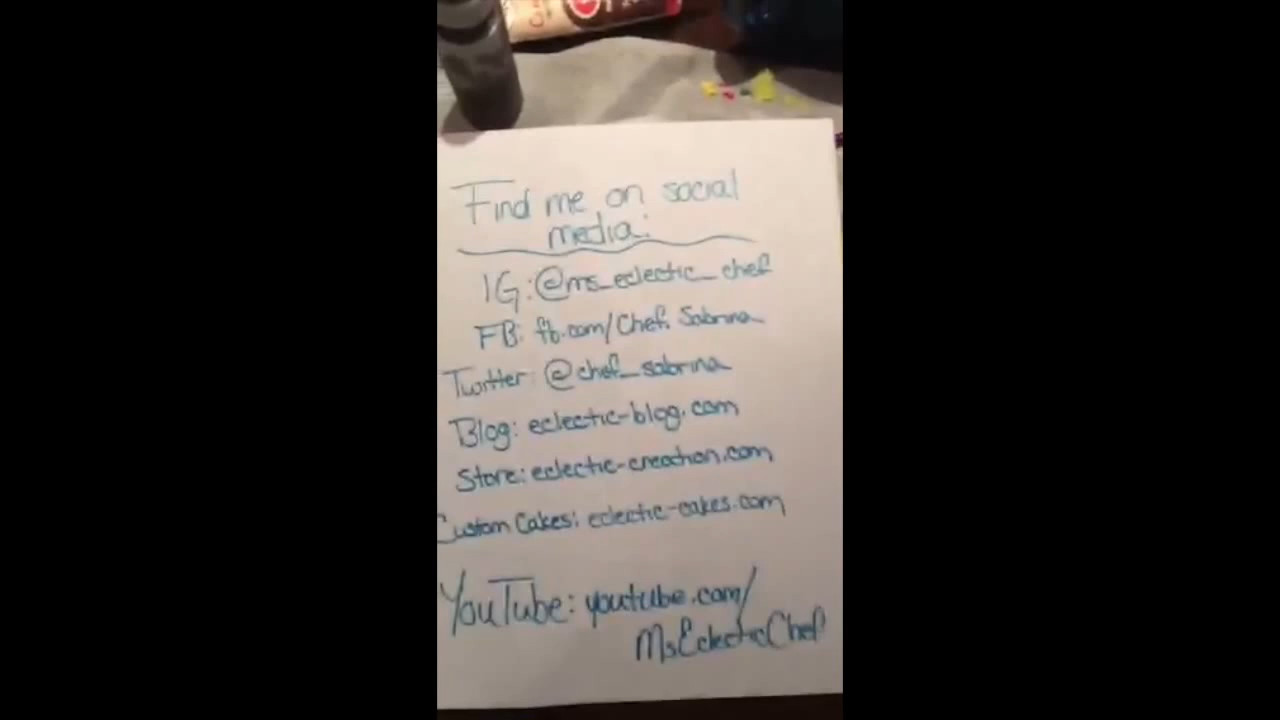 Find me on social
media:
IG: @ms_eclectic_chef
FB: fb.com/Chef.Sabrina
Twitter: @chef_sabrina
Blog: eclectic-blog.com
Store: eclectic-creation.com
Custom Cakes: eclectic-cakes.com
YouTube: youtube.com/
MsEclecticChef